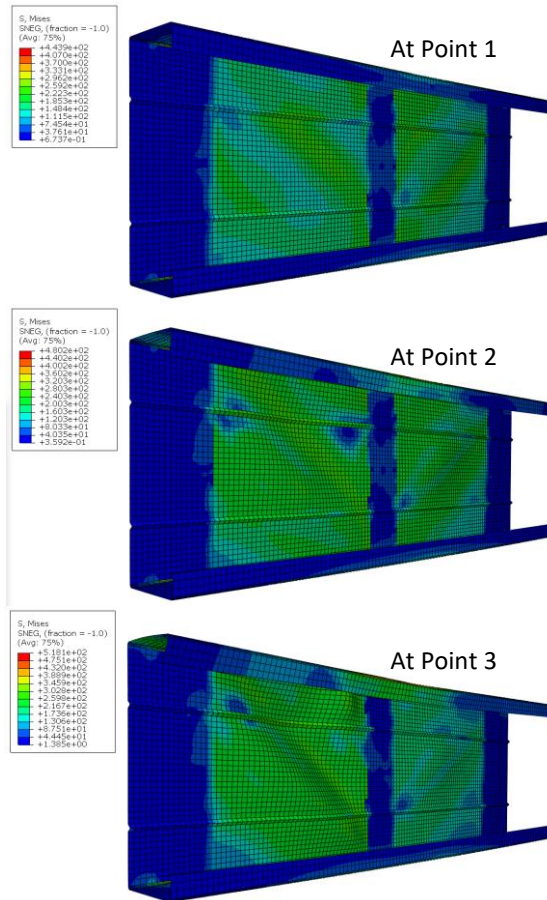 S, Mises
SNEG, (fraction = -1.0)
(Avg: 75%)
+4.439e+02
+4.070e+02
+3.700e+02
+3.331e+02
+2.962e+02
+2.592e+02
+2.223e+02
+1.853e+02
+1.484e+02
+1.115e+02
+7.454e+01
+3.761e+01
+6.737e-01
At Point 1
S, Mises
SNEG, (fraction = -1.0)
(Avg: 75%)
+4.802e+02
+4.402e+02
+4.002e+02
+3.602e+02
+3.203e+02
+2.803e+02
+2.403e+02
+2.003e+02
+1.603e+02
+1.203e+02
+8.033e+01
+4.035e+01
+3.592e-01
At Point 2
S, Mises
SNEG, (fraction = -1.0)
(Avg: 75%)
+5.181e+02
+4.751e+02
+4.320e+02
+3.889e+02
+3.459e+02
+3.028e+02
+2.598e+02
+2.167e+02
+1.736e+02
+1.306e+02
+8.751e+01
+4.445e+01
+1.385e+00
At Point 3